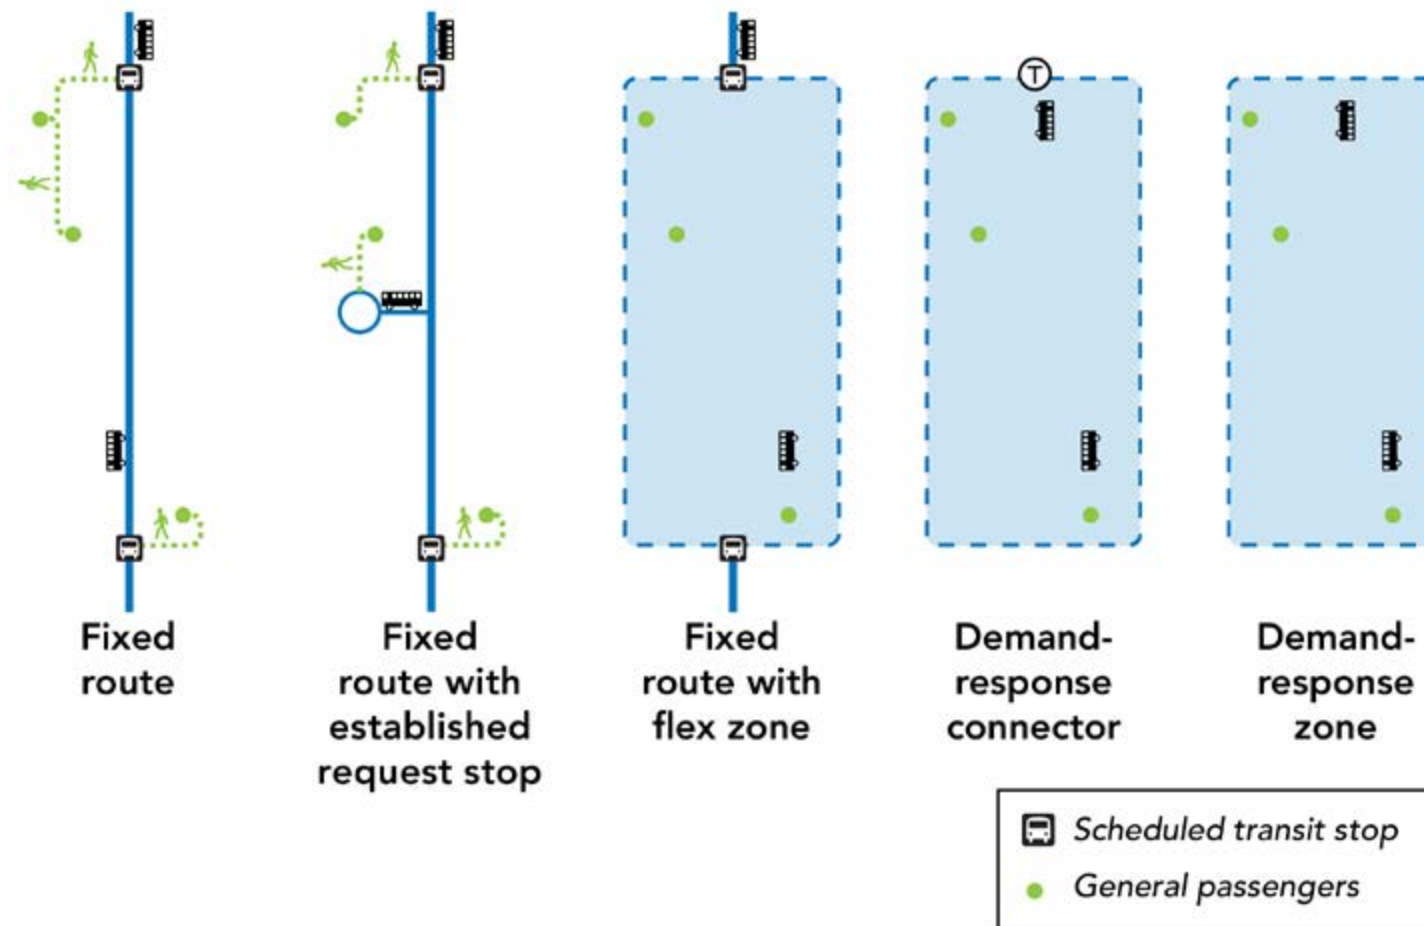 T
Fixed
route
Fixed
route with
established
request stop
Fixed
route with
flex zone
Demand-
response
connector
Demand-
response
zone
Scheduled transit stop
General passengers